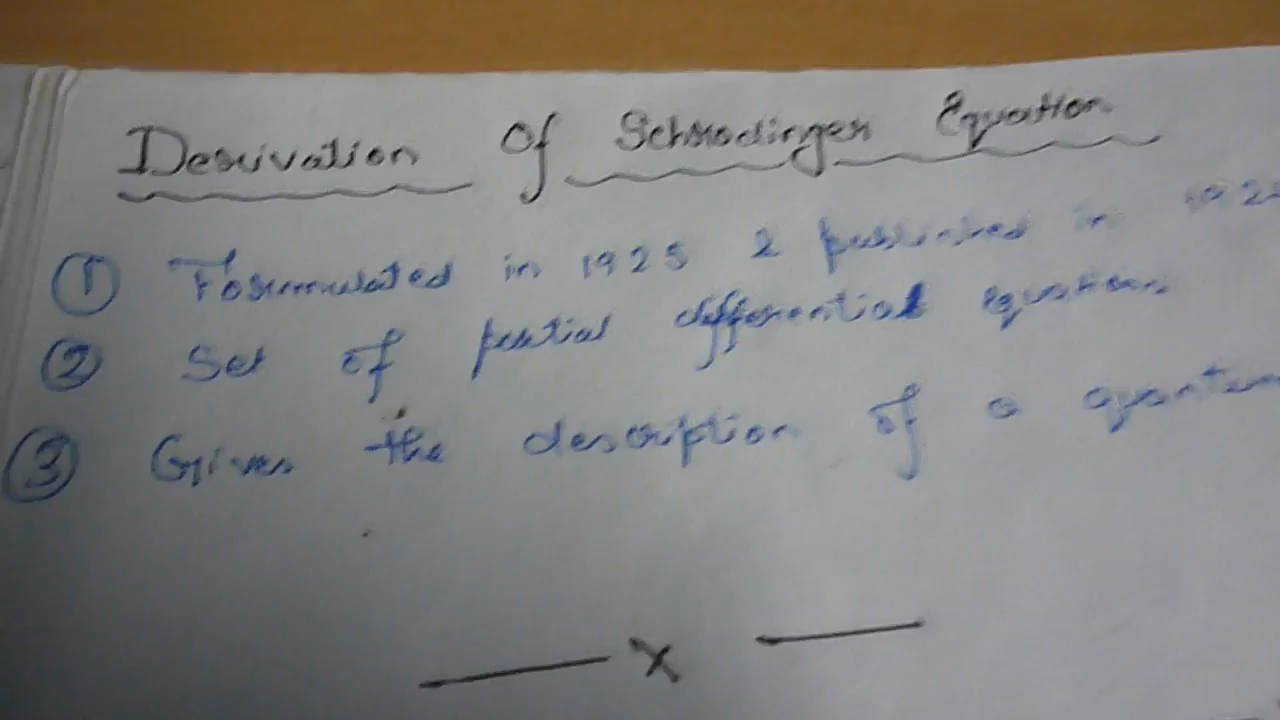 Derivation Of Schrodinger Equation
① Formulated in 1925 & published in
② Set of partial differential equations
③ Gives the description of a quantum
—— x ——